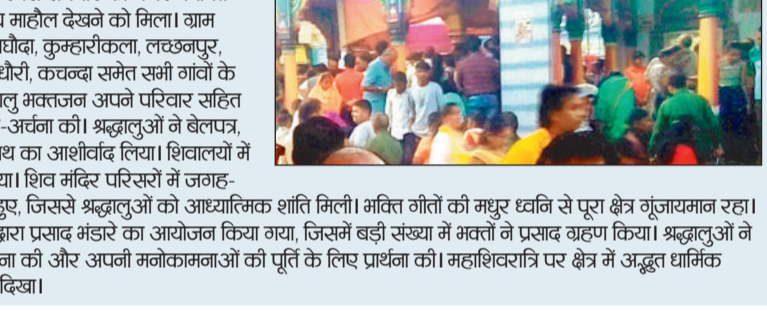 माहौल देखने को मिला। ग्राम
घौदा, कुम्हारीकला, लच्छनपुर,
धौरी, कचन्दा समेत सभी गांवों के
भक्तजन अपने परिवार सहित
-अर्चना की। श्रद्धालुओं ने बेलपत्र,
का आशीर्वाद लिया। शिवालयों में
शिव मंदिर परिसरों में जगह-
हुए, जिससे श्रद्धालुओं को आध्यात्मिक शांति मिली। भक्ति गीतों की मधुर ध्वनि से पूरा क्षेत्र गूंजायमान रहा।
द्वारा प्रसाद भंडारे का आयोजन किया गया, जिसमें बड़ी संख्या में भक्तों ने प्रसाद ग्रहण किया। श्रद्धालुओं ने
ना की और अपनी मनोकामनाओं की पूर्ति के लिए प्रार्थना की। महाशिवरात्रि पर क्षेत्र में अद्भुत धार्मिक
दिखा।